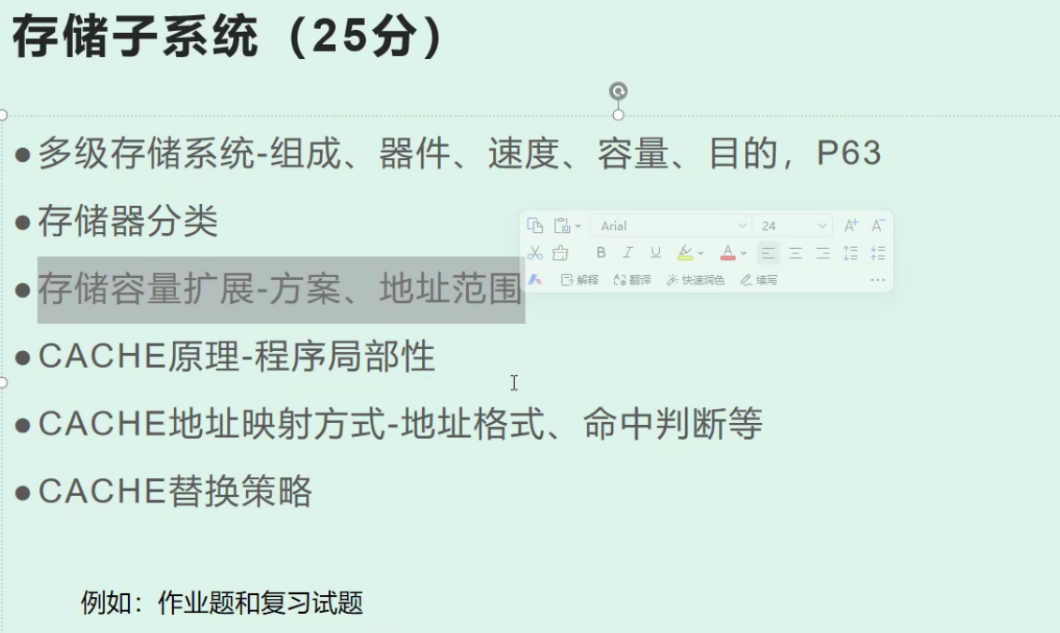 存储子系统（25分）
●多级存储系统-组成、器件、速度、容量、目的，P63
●存储器分类
Arial 24
B I U A
解释 翻译 快速润色 续写
●存储容量扩展-方案、地址范围
●CACHE原理-程序局部性
●CACHE地址映射方式-地址格式、命中判断等
●CACHE替换策略
例如：作业题和复习试题